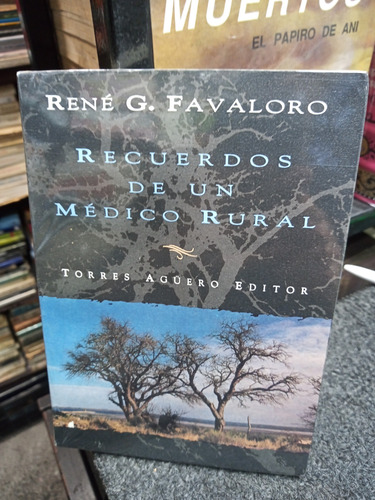 MUERTOS
EL PAPIRO DE ANI
RENÉ G. FAVALORO
RECUERDOS
DE UN
MÉDICO RURAL
TORRES AGÜERO EDITOR